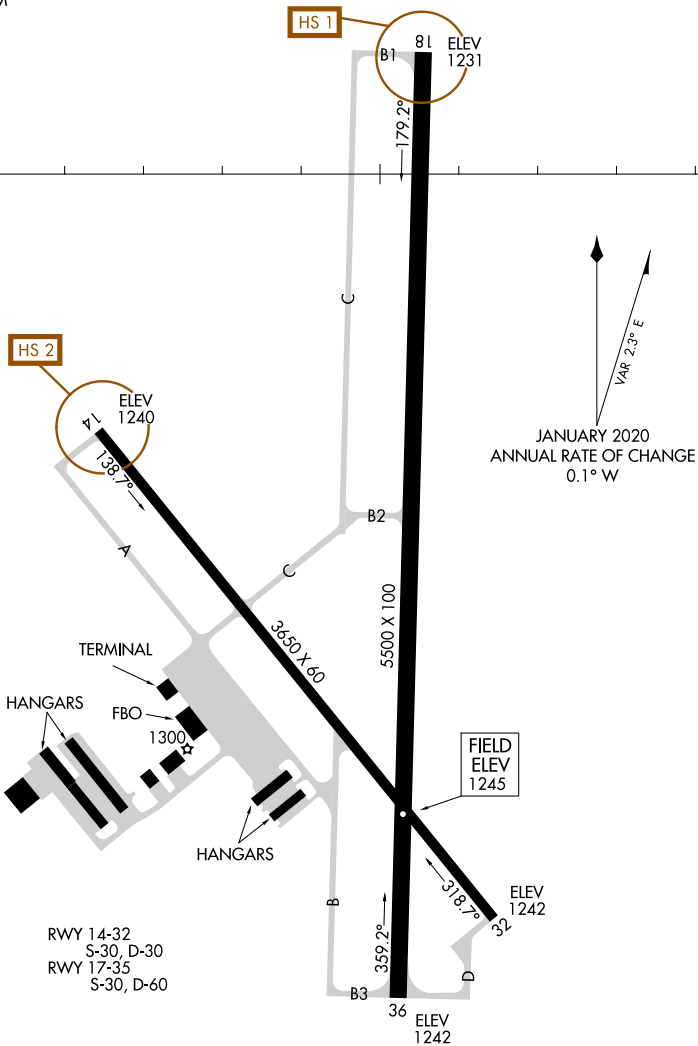 HS 1
18
ELEV
1231
B1
179.2°
C
VAR 2.3° E
JANUARY 2020
ANNUAL RATE OF CHANGE
0.1° W
HS 2
14
ELEV
1240
138.7°
A
B2
C
3650 X 60
5500 X 100
TERMINAL
HANGARS
FBO
1300
FIELD
ELEV
1245
HANGARS
318.7°
ELEV
1242
32
B
359.2°
D
RWY 14-32
S-30, D-30
RWY 17-35
S-30, D-60
B3
36
ELEV
1242